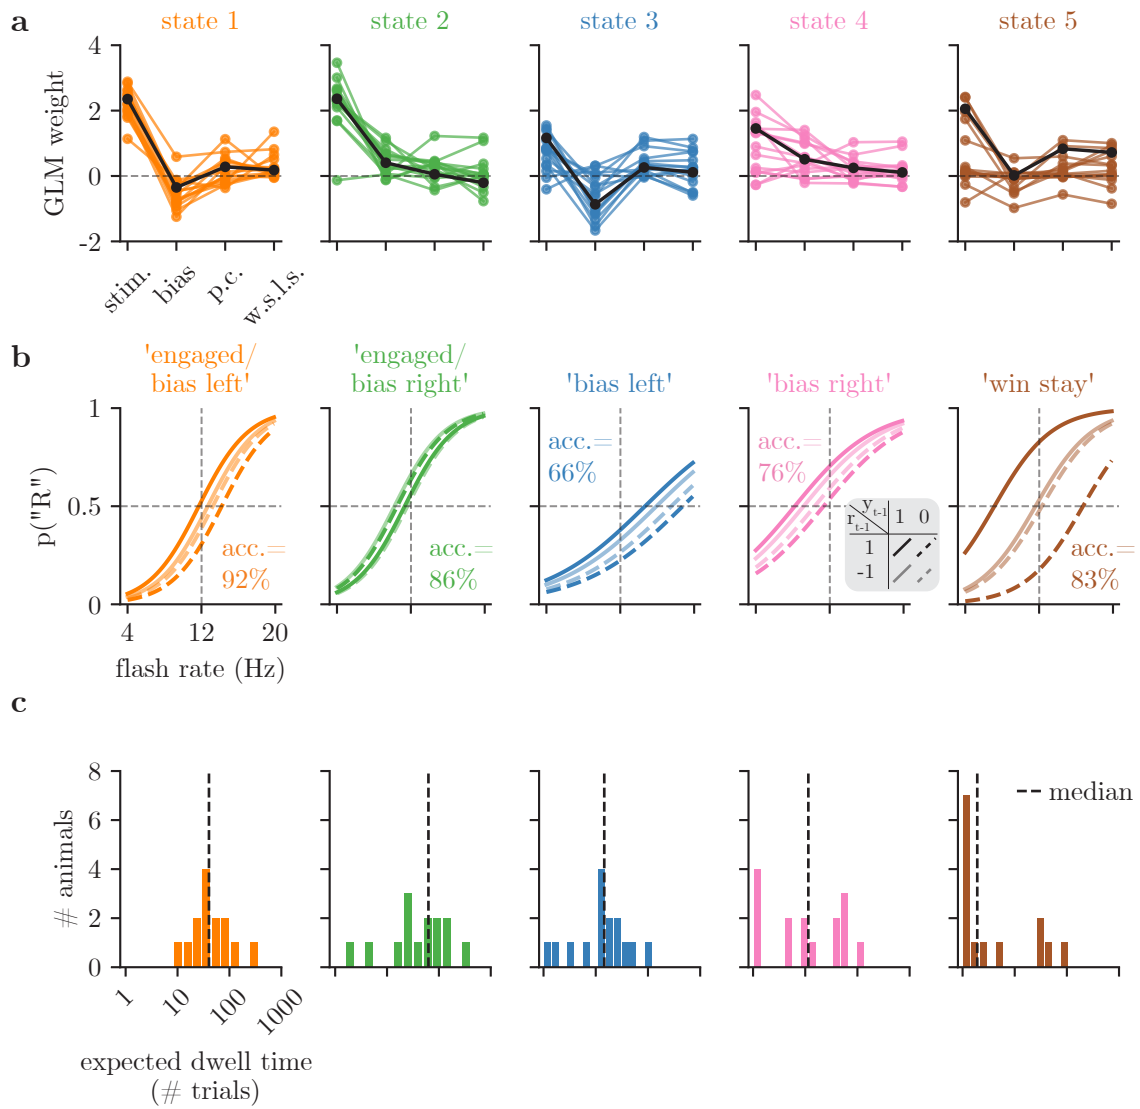 a
state 1
state 2
state 3
state 4
state 5
GLM weight
4
2
0
-2
stim.
bias
p.c.
w.s.l.s.
b
'engaged/
bias left'
'engaged/
bias right'
'bias left'
'bias right'
'win stay'
p("R")
1
0.5
0
acc.=
92%
acc.=
86%
acc.=
66%
acc.=
76%
acc.=
83%
y t-1
r t-1
1 0
1
-1
4 12 20
flash rate (Hz)
c
# animals
8
6
4
2
0
median
1 10 100 1000
expected dwell time
(# trials)